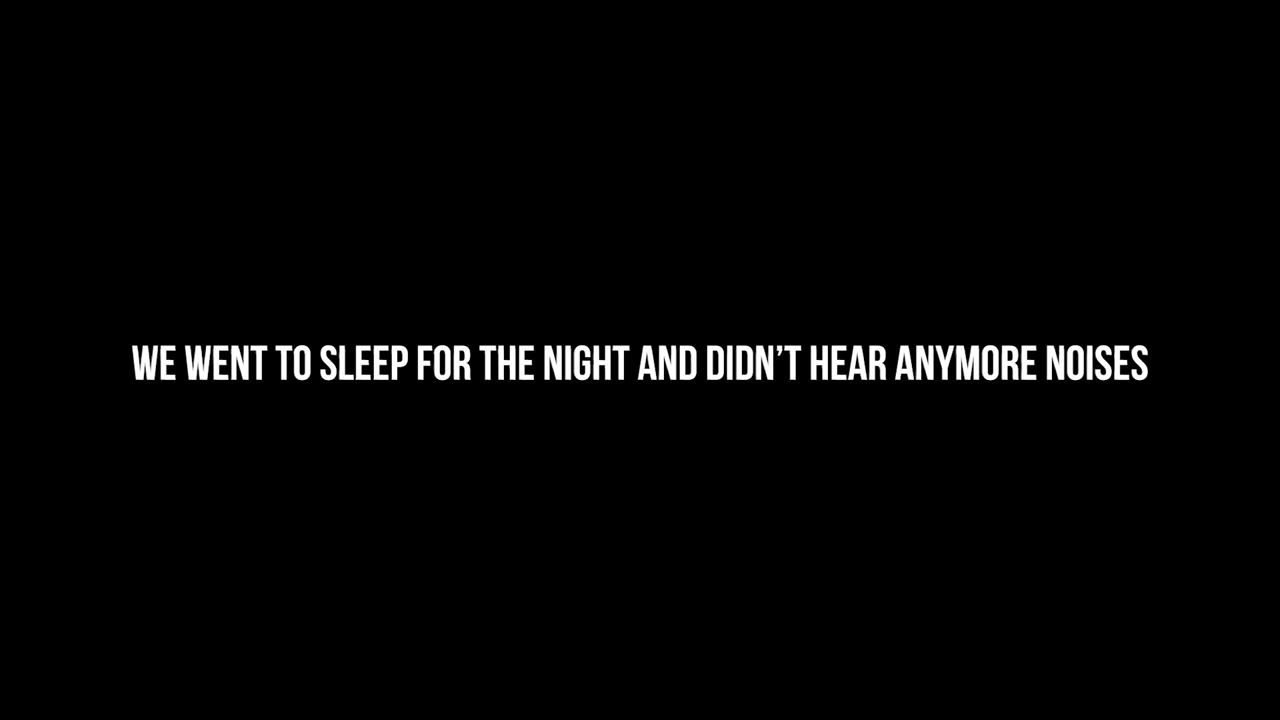 WE WENT TO SLEEP FOR THE NIGHT AND DIDN’T HEAR ANYMORE NOISES